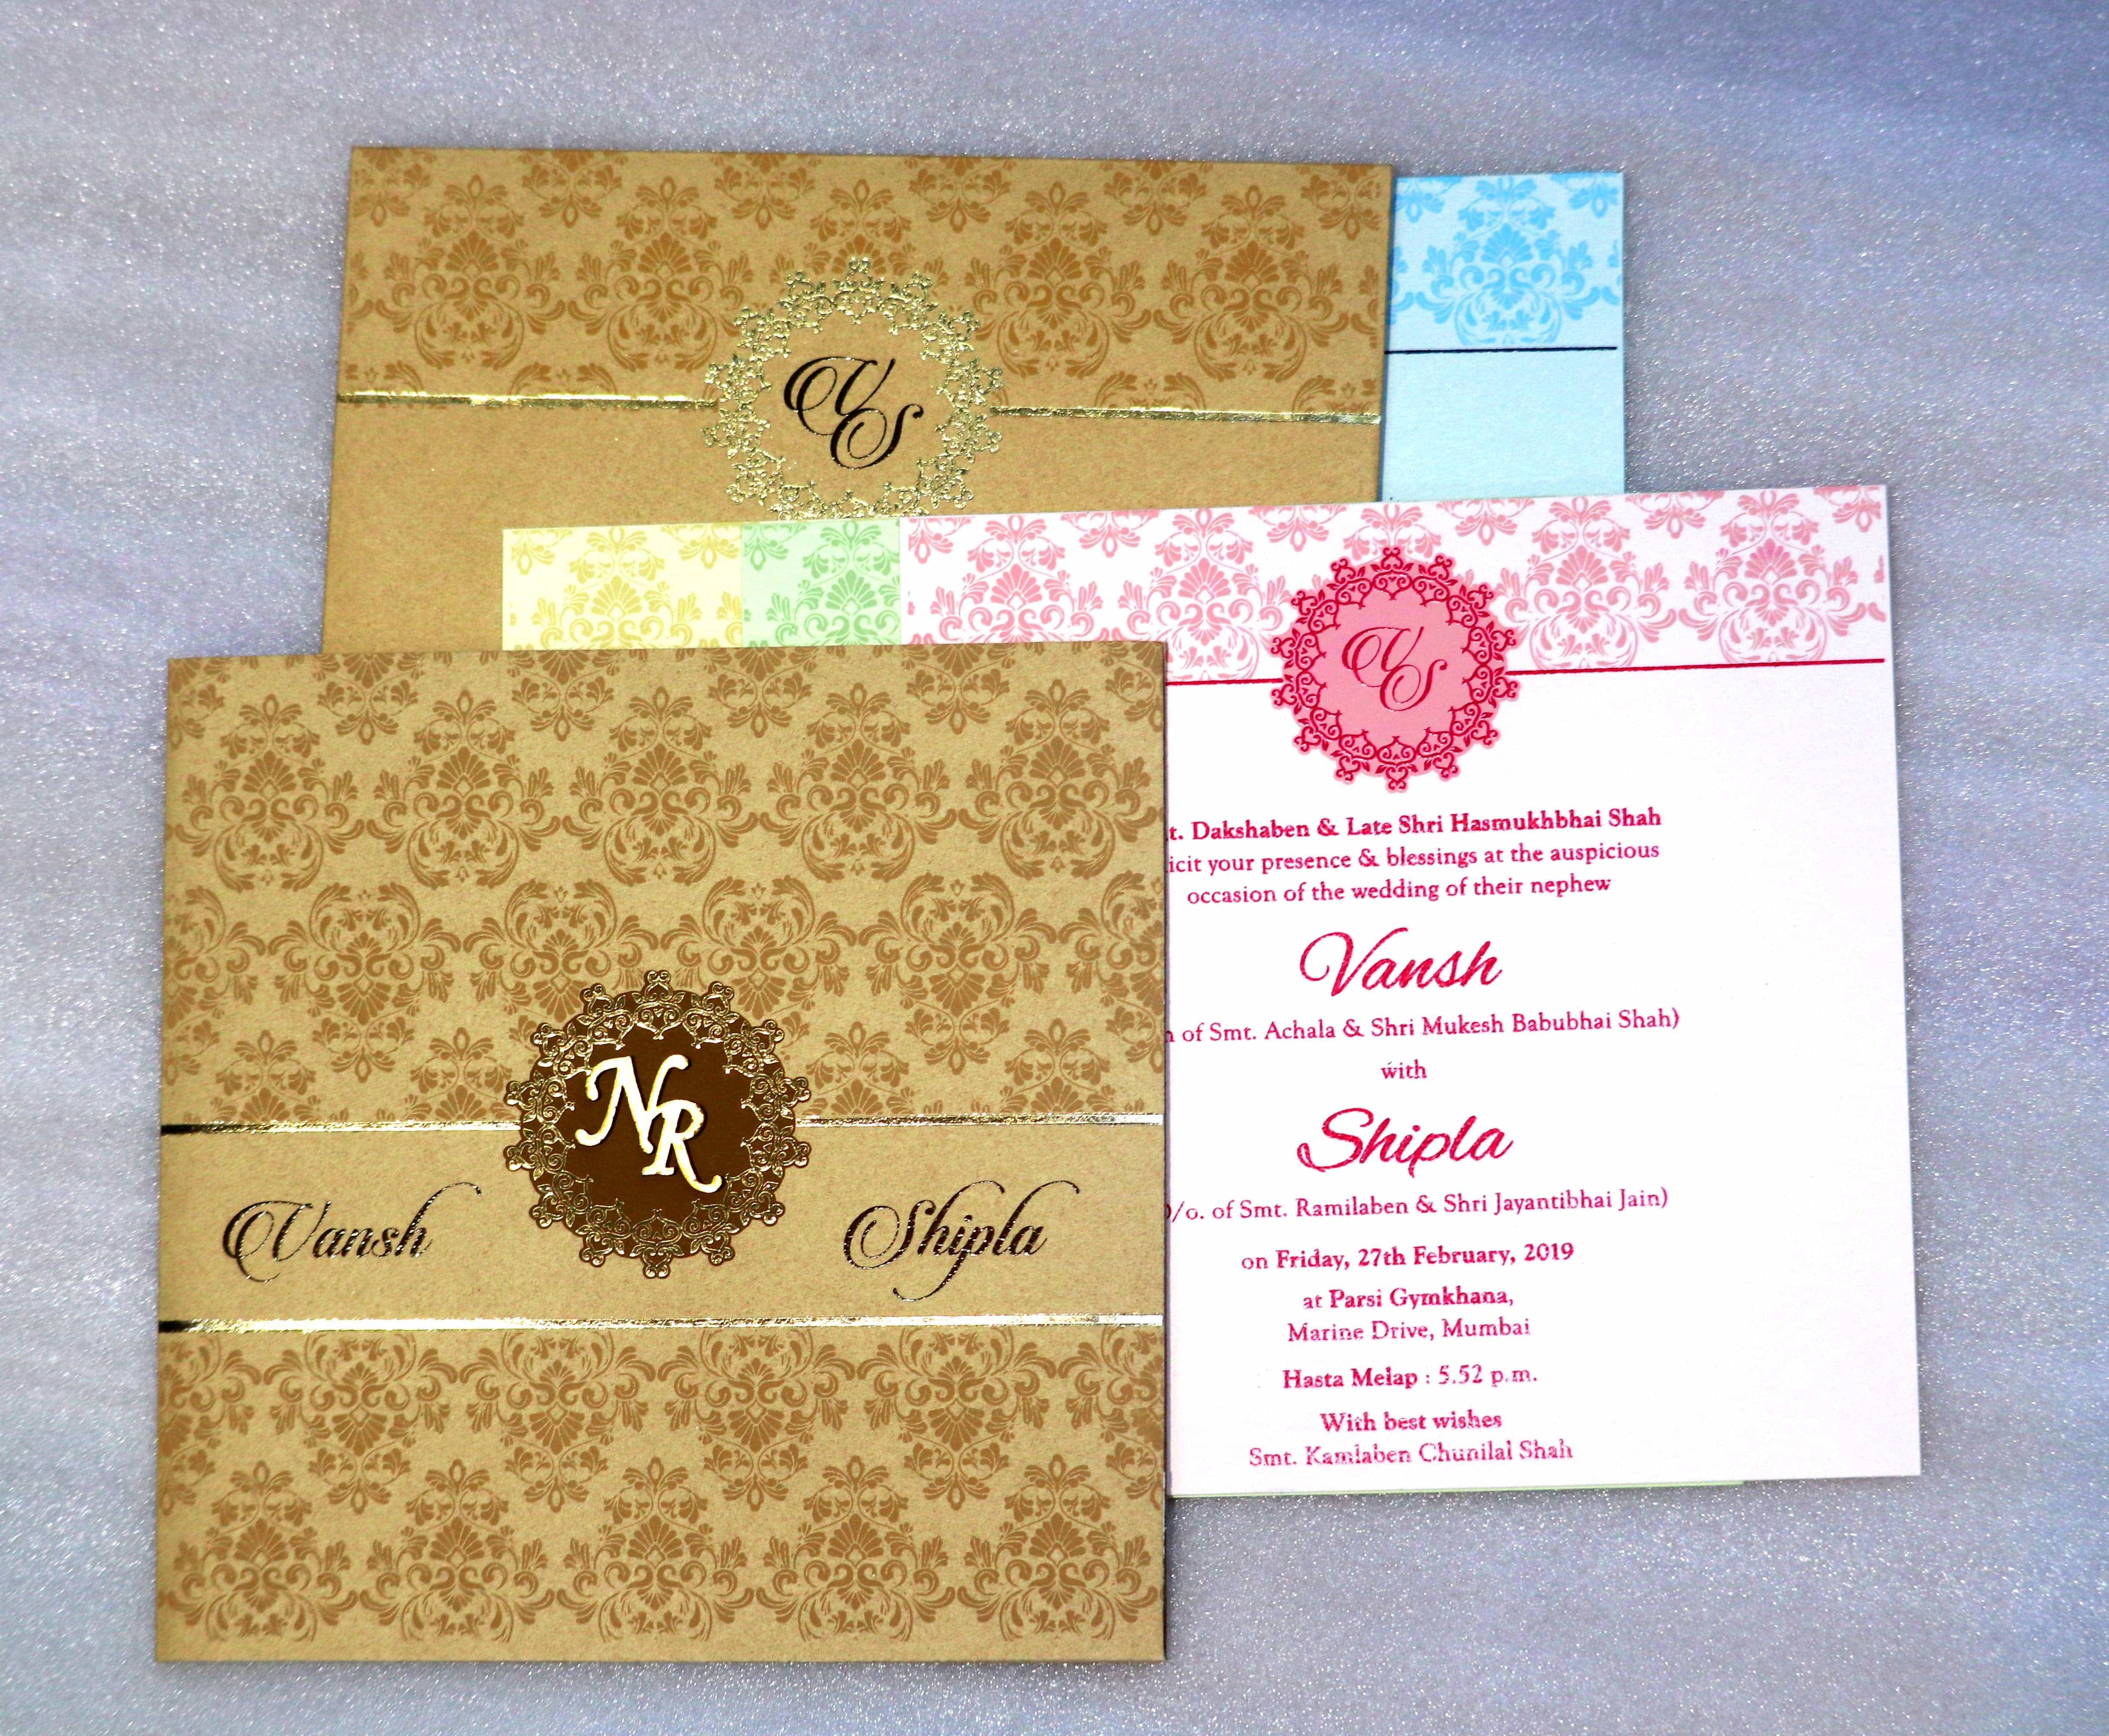 VS
VS
t. Dakshaben & Late Shri Hasmukhbhai Shah
icit your presence & blessings at the auspicious
occasion of the wedding of their nephew
Vansh
n of Smt. Achala & Shri Mukesh Babubhai Shah)
with
Shipla
/o. of Smt. Ramilaben & Shri Jayantibhai Jain)
on Friday, 27th February, 2019
at Parsi Gymkhana,
Marine Drive, Mumbai
Hasta Melap : 5.52 p.m.
With best wishes
Smt. Kamlaben Chunilal Shah
NR
Vansh Shipla